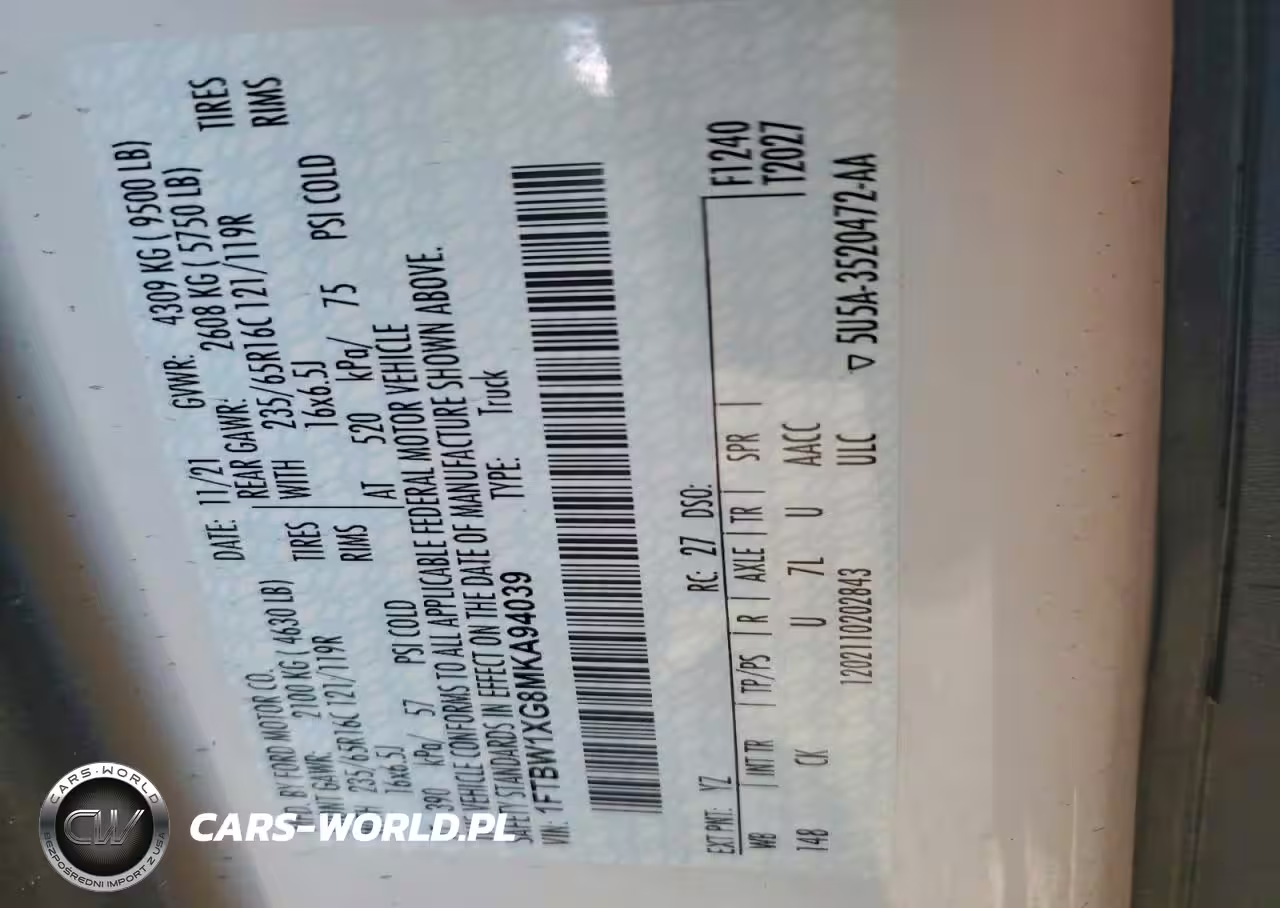 MFD. BY FORD MOTOR CO. DATE: 11/21 GVWR: 4309 KG ( 9500 LB)
FRONT GAWR: 2100 KG ( 4630 LB) REAR GAWR: 2608 KG ( 5750 LB)
WITH 235/65R16C 121/119R TIRES WITH 235/65R16C 121/119R TIRES
16x6.5J RIMS 16x6.5J RIMS
AT 390 kPa/ 57 PSI COLD AT 520 kPa/ 75 PSI COLD
THIS VEHICLE CONFORMS TO ALL APPLICABLE FEDERAL MOTOR VEHICLE
SAFETY STANDARDS IN EFFECT ON THE DATE OF MANUFACTURE SHOWN ABOVE.
VIN: 1FTBW1XG8MKA94039 TYPE: Truck
EXT PNT: YZ RC: 27 DSO: F1240
WB INT TR TP/PS R AXLE TR SPR T2027
148 CK U 7L U AACC
12021102028​43 ULC ▽ 5U5A-3520472-AA
CARS-WORLD
CW
BEZPOŚREDNI IMPORT Z USA
CARS-WORLD.PL